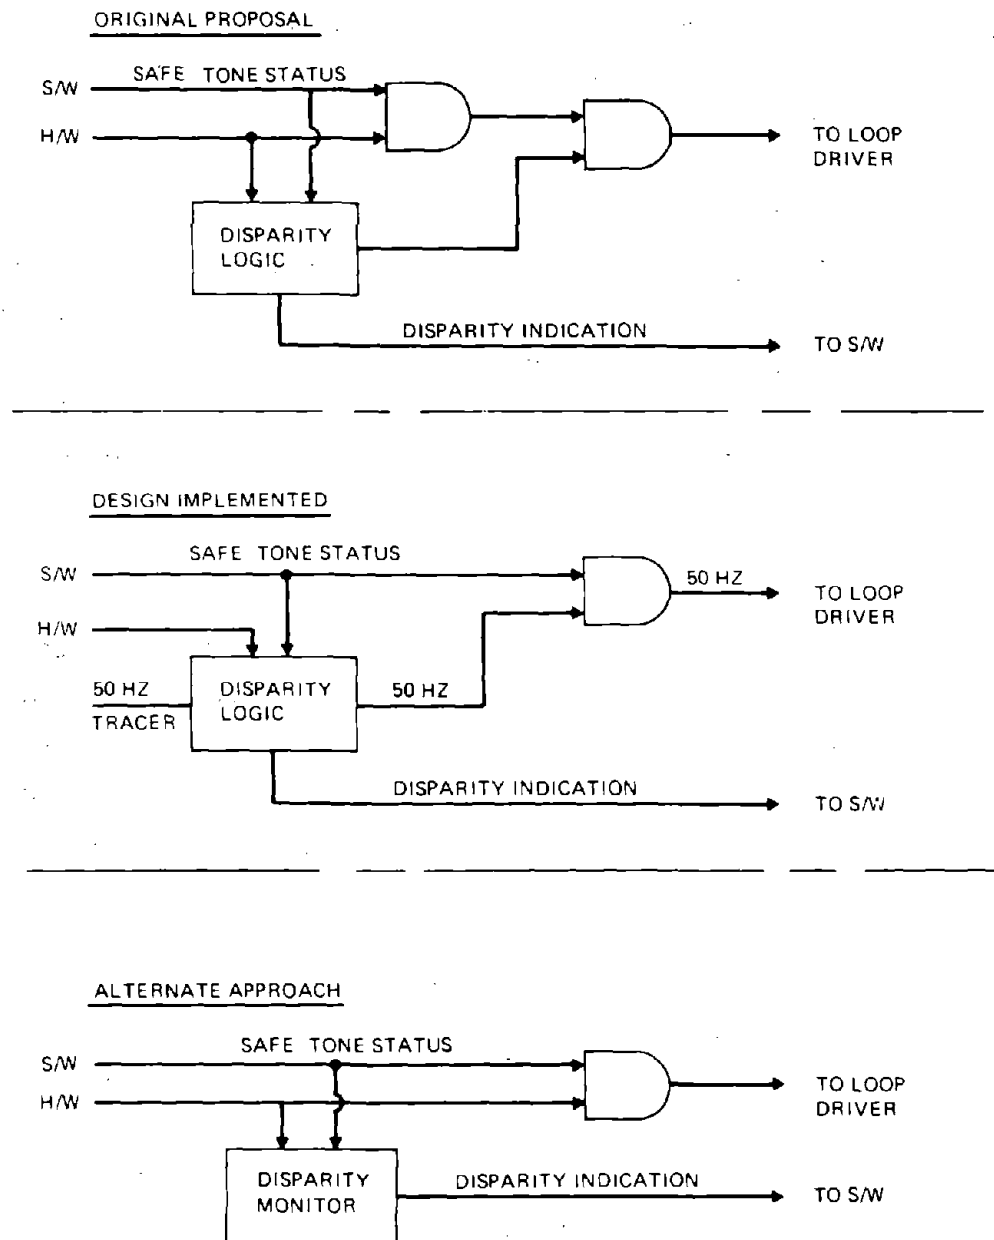 ORIGINAL PROPOSAL
SAFE TONE STATUS
S/W
H/W
TO LOOP
DRIVER
DISPARITY
LOGIC
DISPARITY INDICATION
TO S/W
DESIGN IMPLEMENTED
SAFE TONE STATUS
S/W
50 HZ
TO LOOP
DRIVER
H/W
50 HZ
TRACER
DISPARITY
LOGIC
50 HZ
DISPARITY INDICATION
TO S/W
ALTERNATE APPROACH
SAFE TONE STATUS
S/W
H/W
TO LOOP
DRIVER
DISPARITY
MONITOR
DISPARITY INDICATION
TO S/W